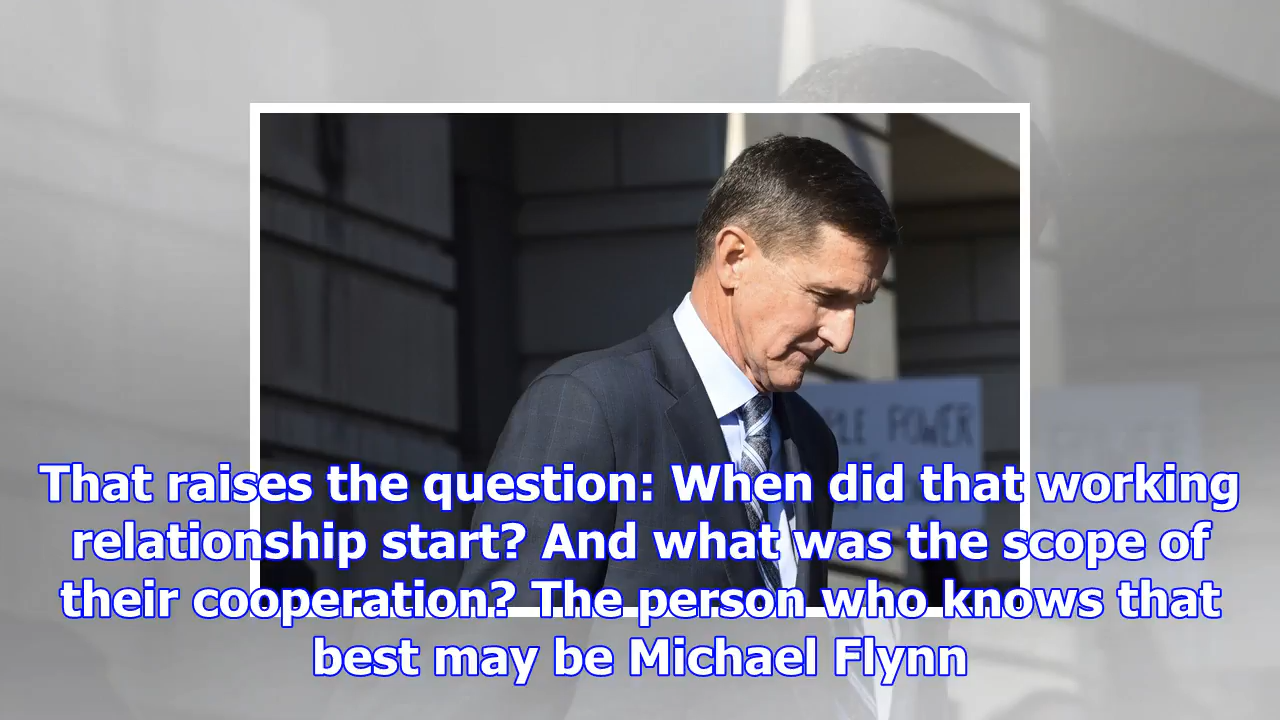 That raises the question: When did that working
relationship start? And what was the scope of
their cooperation? The person who knows that
best may be Michael Flynn
POWER